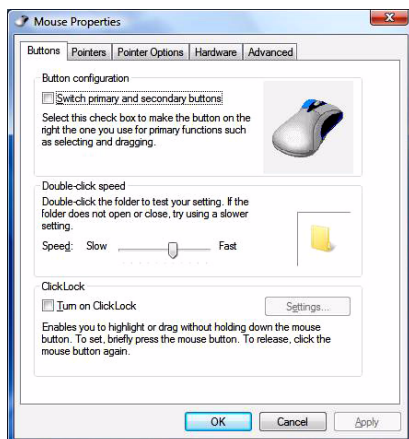 Mouse Properties
Buttons Pointers Pointer Options Hardware Advanced
Button configuration
Switch primary and secondary buttons
Select this check box to make the button on the
right the one you use for primary functions such
as selecting and dragging.
Double-click speed
Double-click the folder to test your setting. If the
folder does not open or close, try using a slower
setting.
Speed: Slow Fast
ClickLock
Turn on ClickLock
Settings...
Enables you to highlight or drag without holding down the mouse
button. To set, briefly press the mouse button. To release, click the
mouse button again.
OK Cancel Apply